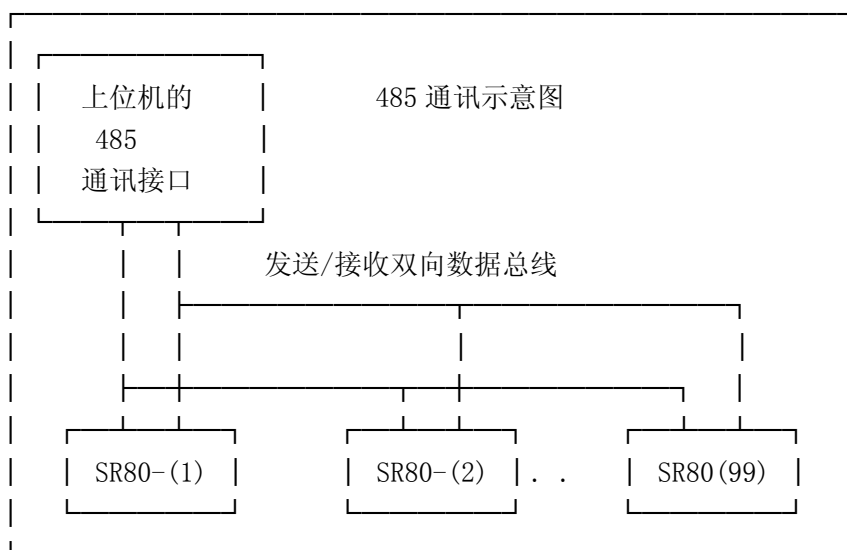 上位机的
485 通讯示意图
485
通讯接口
发送/接收双向数据总线
SR80-(1)
SR80-(2)
. .
SR80(99)